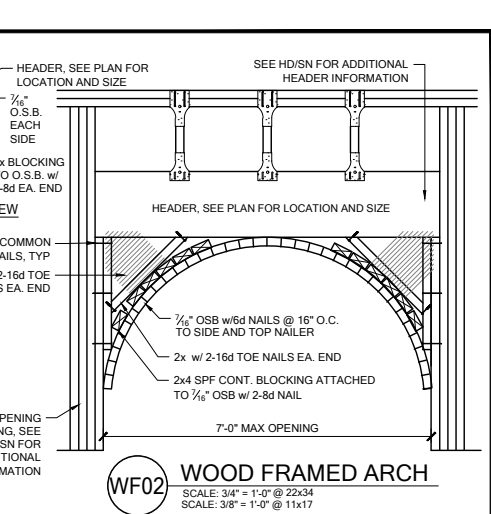 HEADER, SEE PLAN FOR
LOCATION AND SIZE
7/16"
O.S.B.
EACH
SIDE
x BLOCKING
TO O.S.B. w/
-8d EA. END
EW
COMMON
AILS, TYP
2-16d TOE
S EA. END
SEE HD/SN FOR ADDITIONAL
HEADER INFORMATION
HEADER, SEE PLAN FOR LOCATION AND SIZE
7/16" OSB w/6d NAILS @ 16" O.C.
TO SIDE AND TOP NAILER
2x w/ 2-16d TOE NAILS EA. END
2x4 SPF CONT. BLOCKING ATTACHED
TO 7/16" OSB w/ 2-8d NAIL
PENING
NG, SEE
SN FOR
TIONAL
MATION
7'-0" MAX OPENING
WF02
WOOD FRAMED ARCH
SCALE: 3/4" = 1'-0" @ 22x34
SCALE: 3/8" = 1'-0" @ 11x17